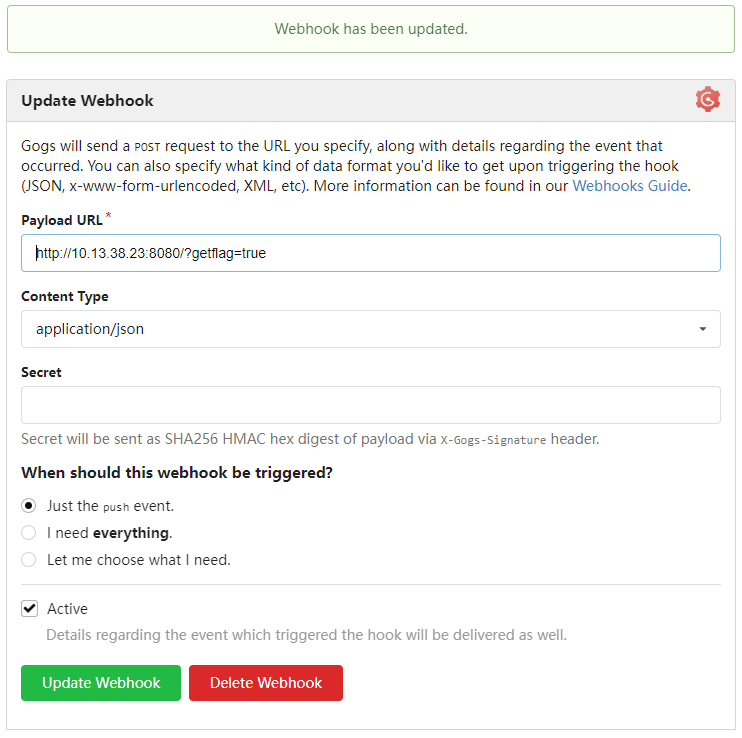 Webhook has been updated.
Update Webhook
Gogs will send a POST request to the URL you specify, along with details regarding the event that
occurred. You can also specify what kind of data format you'd like to get upon triggering the hook
(JSON, x-www-form-urlencoded, XML, etc). More information can be found in our Webhooks Guide.
Payload URL*
http://10.13.38.23:8080/?getflag=true
Content Type
application/json
Secret
Secret will be sent as SHA256 HMAC hex digest of payload via X-Gogs-Signature header.
When should this webhook be triggered?
Just the push event.
I need everything.
Let me choose what I need.
Active
Details regarding the event which triggered the hook will be delivered as well.
Update Webhook Delete Webhook